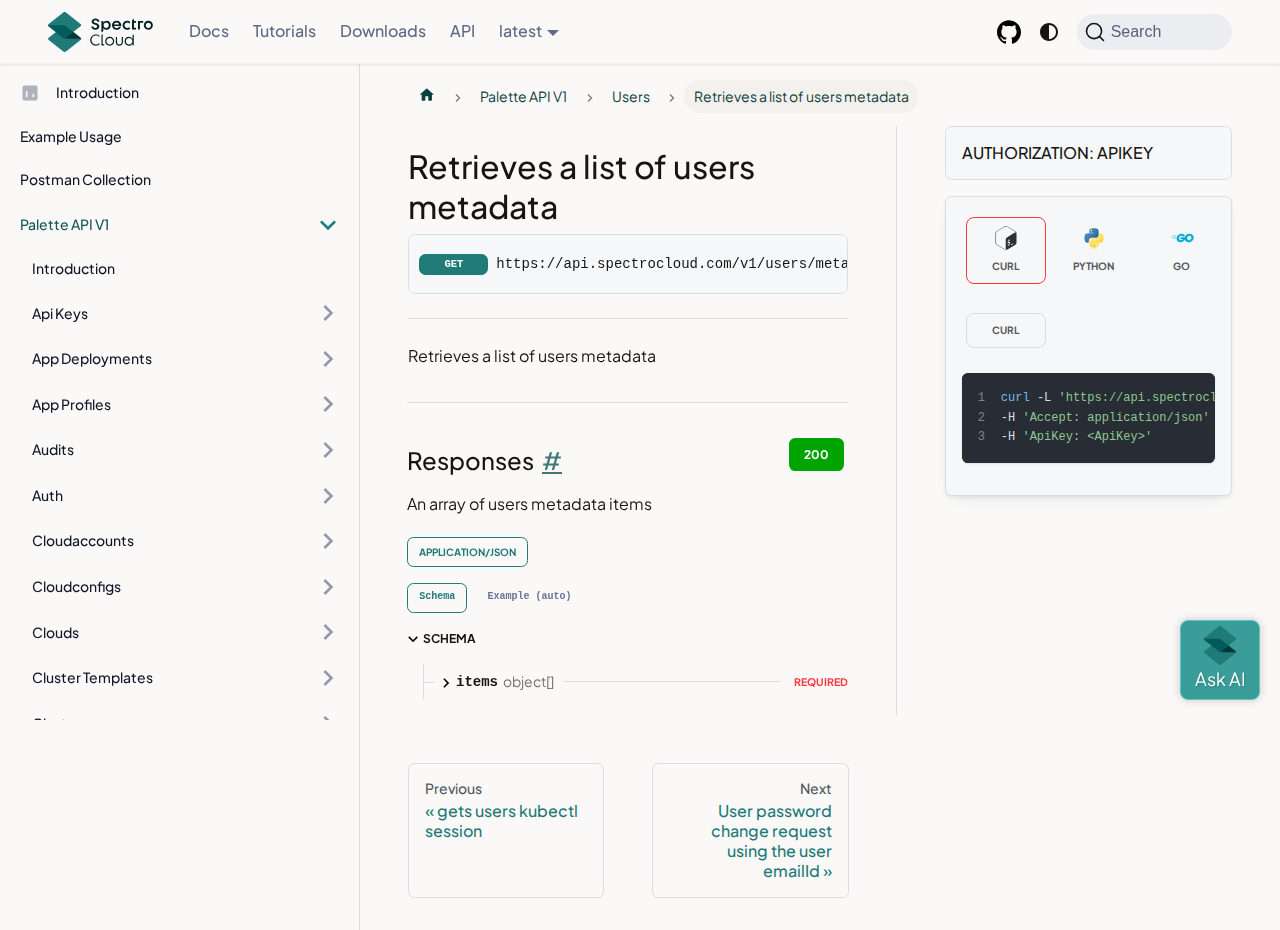 Spectro
Cloud
Docs
Tutorials
Downloads
API
latest
Search
Introduction
Example Usage
Postman Collection
Palette API V1
Introduction
Api Keys
App Deployments
App Profiles
Audits
Auth
Cloudaccounts
Cloudconfigs
Clouds
Cluster Templates
Palette API V1
Users
Retrieves a list of users metadata
Retrieves a list of users
metadata
GET https://api.spectrocloud.com/v1/users/meta
Retrieves a list of users metadata
Responses #
200
An array of users metadata items
APPLICATION/JSON
Schema
Example (auto)
SCHEMA
items object[]
REQUIRED
Previous
« gets users kubectl
session
Next
User password
change request
using the user
emailId »
AUTHORIZATION: APIKEY
CURL
PYTHON
GO
CURL
1 curl -L 'https://api.spectrocl
2 -H 'Accept: application/json'
3 -H 'ApiKey: <ApiKey>'
Ask AI